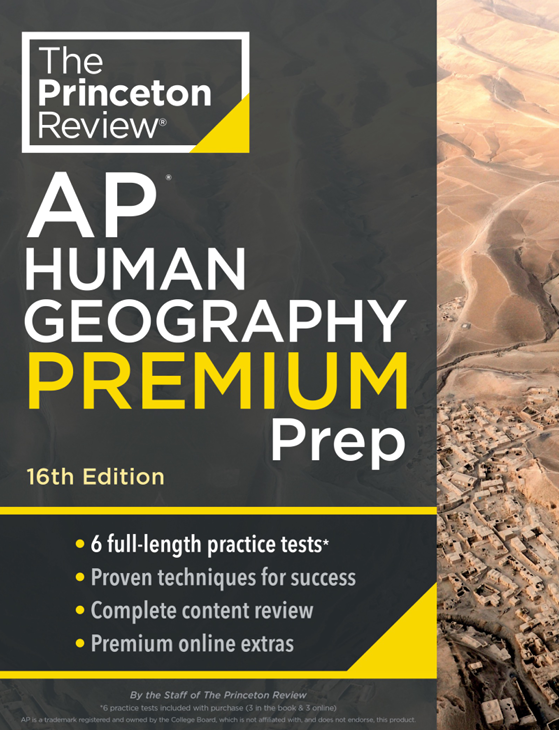 The
Princeton
Review®
AP®
HUMAN
GEOGRAPHY
PREMIUM
Prep
16th Edition
• 6 full-length practice tests*
• Proven techniques for success
• Complete content review
• Premium online extras
By the Staff of The Princeton Review
*6 practice tests included with purchase (3 in the book & 3 online)
AP is a trademark registered and owned by the College Board, which is not affiliated with, and does not endorse, this product.